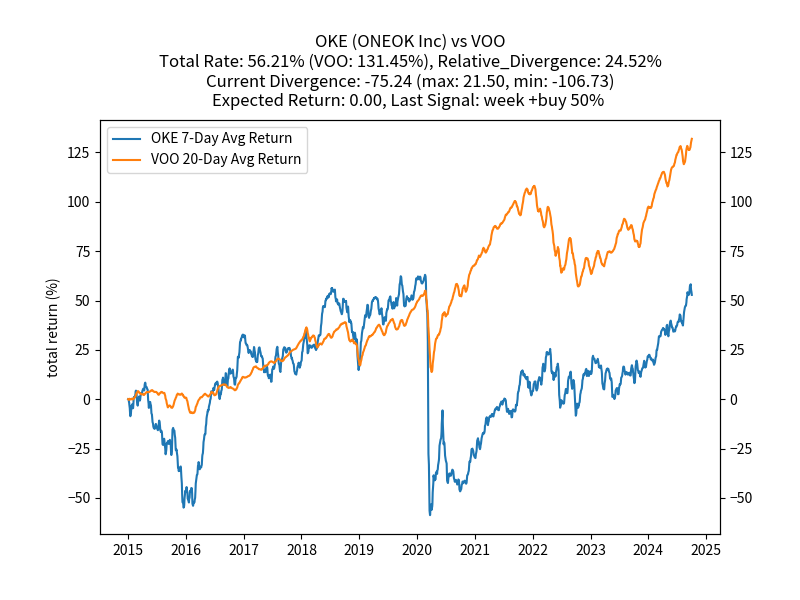 OKE (ONEOK Inc) vs VOO
Total Rate: 56.21% (VOO: 131.45%), Relative_Divergence: 24.52%
Current Divergence: -75.24 (max: 21.50, min: -106.73)
Expected Return: 0.00, Last Signal: week +buy 50%
OKE 7-Day Avg Return
VOO 20-Day Avg Return
total return (%)
125
100
75
50
25
0
−25
−50
125
100
75
50
25
0
−25
−50
2015 2016 2017 2018 2019 2020 2021 2022 2023 2024 2025